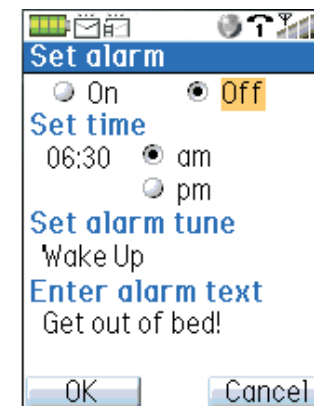 Set alarm
On Off
Set time
06:30 am
pm
Set alarm tune
Wake Up
Enter alarm text
Get out of bed!
OK Cancel